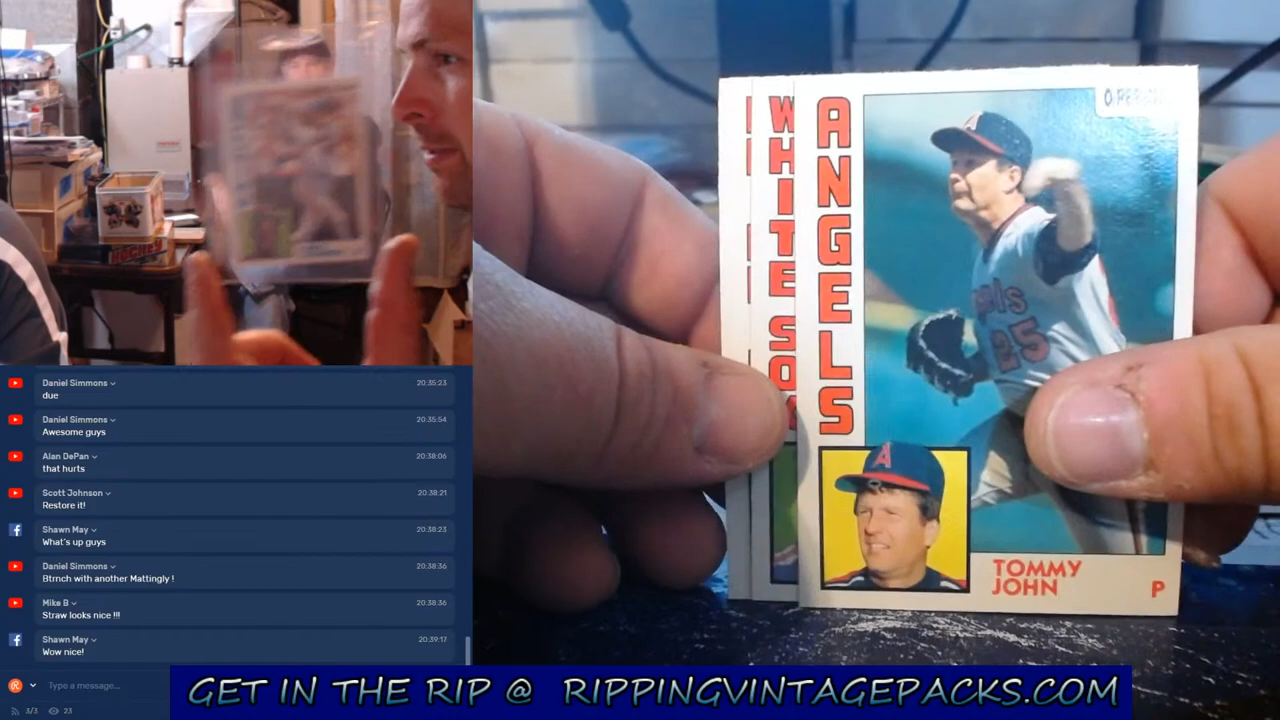 HOCKEY
Daniel Simmons
20:35:23
due
Daniel Simmons
20:35:54
Awesome guys
Alan DePan
20:38:06
that hurts
Scott Johnson
20:38:21
Restore it!
Shawn May
20:38:23
What's up guys
Daniel Simmons
20:38:36
Btrnch with another Mattingly !
Mike B
20:38:36
Straw looks nice !!!
Shawn May
20:39:17
Wow nice!
Type a message...
3/3 23
WHITE SO
ANGELS
O-PEE-CHEE
A
25
A
TOMMY
JOHN
P
GET IN THE RIP @ RIPPINGVINTAGEPACKS.COM